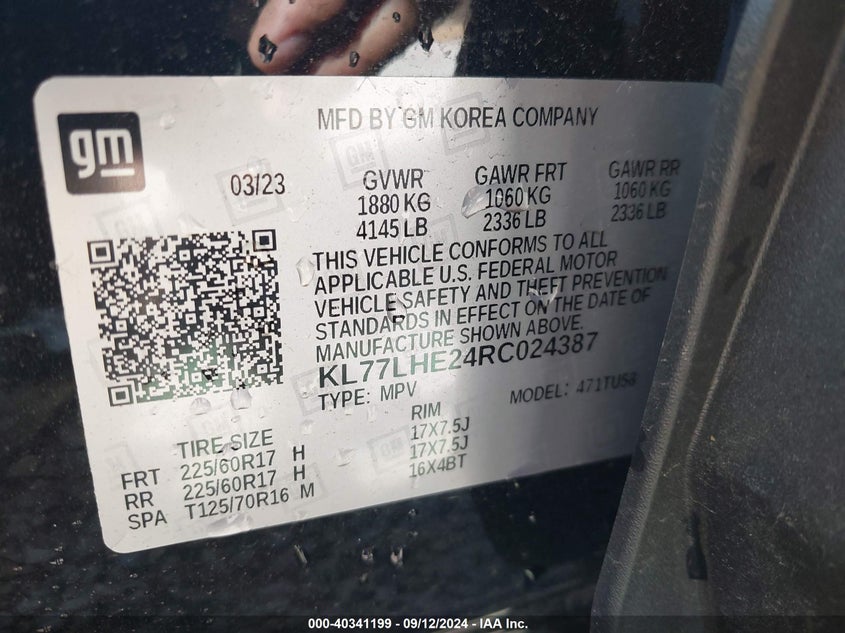 gm
MFD BY GM KOREA COMPANY
03/23
GVWR
1880 KG
4145 LB
GAWR FRT
1060 KG
2336 LB
GAWR RR
1060 KG
2336 LB
THIS VEHICLE CONFORMS TO ALL
APPLICABLE U.S. FEDERAL MOTOR
VEHICLE SAFETY AND THEFT PREVENTION
STANDARDS IN EFFECT ON THE DATE OF
MANUFACTURE SHOWN ABOVE.
KL77LHE24RC024387
TYPE: MPV
MODEL: 471TU58
TIRE SIZE
RIM
FRT 225/60R17 H 17X7.5J
RR 225/60R17 H 17X7.5J
SPA T125/70R16 M 16X4BT
000-40341199 - 09/12/2024 - IAA Inc.